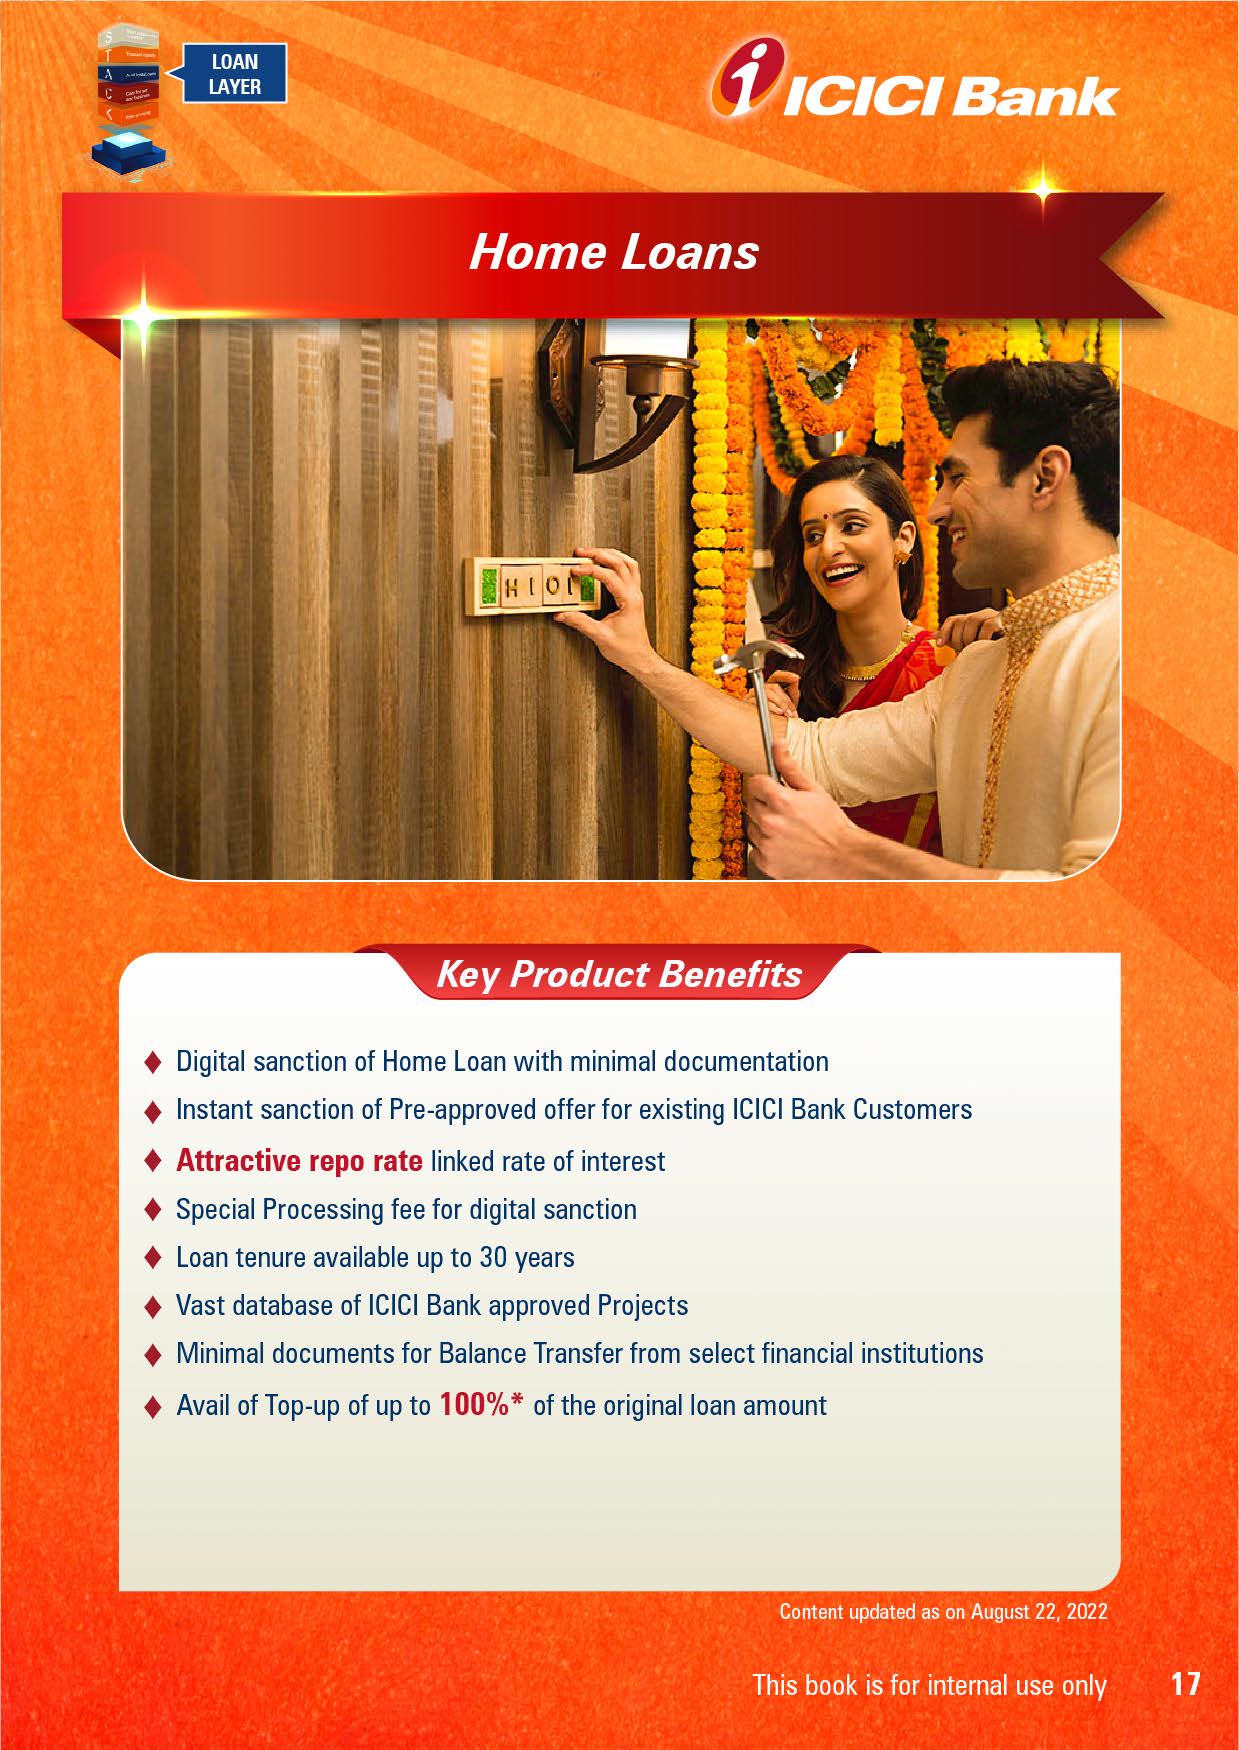 S
T
A
C
K
LOAN
LAYER
i ICICI Bank
Home Loans
H I O I
Key Product Benefits
Digital sanction of Home Loan with minimal documentation
Instant sanction of Pre-approved offer for existing ICICI Bank Customers
Attractive repo rate linked rate of interest
Special Processing fee for digital sanction
Loan tenure available up to 30 years
Vast database of ICICI Bank approved Projects
Minimal documents for Balance Transfer from select financial institutions
Avail of Top-up of up to 100%* of the original loan amount
Content updated as on August 22, 2022
This book is for internal use only 17